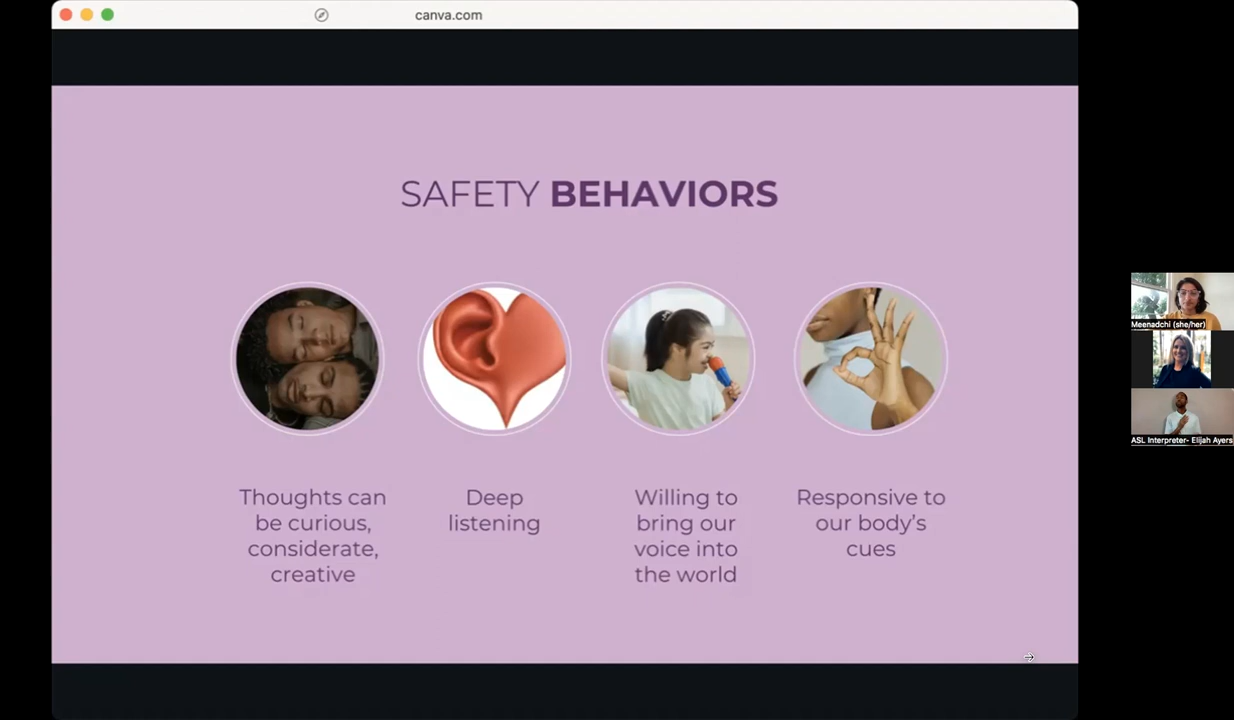 canva.com
SAFETY BEHAVIORS
Thoughts can
be curious,
considerate,
creative
Deep
listening
Willing to
bring our
voice into
the world
Responsive to
our body's
cues
Meenadchi (she/her)
ASL Interpreter- Elijah Ayers